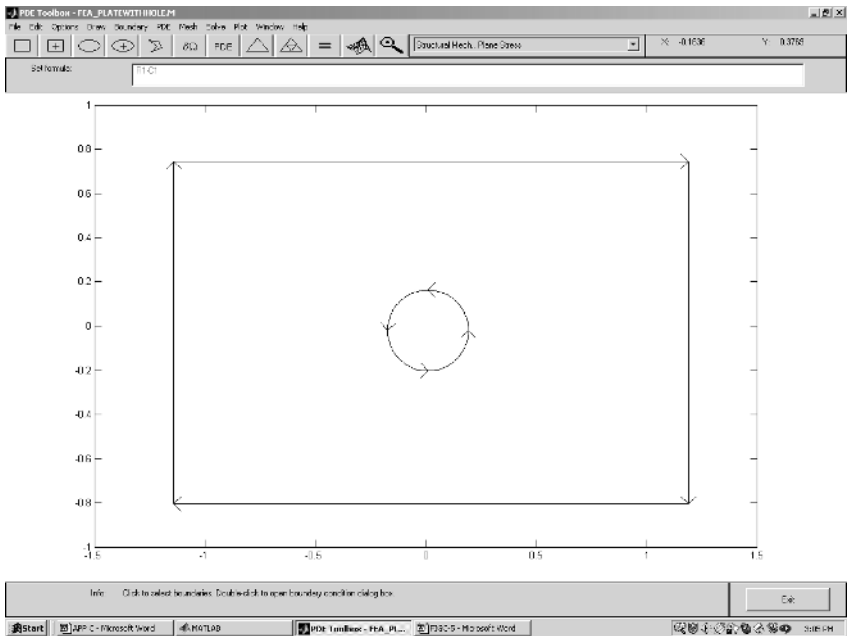 PDE Toolbox - FEA_PLATEWITHHOLE.M
File Edit Options Draw Boundary PDE Mesh Solve Plot Window Help
PDE Structural Mech., Plane Stress X: Y:
Set formula: R1-C1
1
0.8
0.6
0.4
0.2
0
-0.2
-0.4
-0.6
-0.8
-1
-1.5 -1 -0.5 0 0.5 1 1.5
Info: Click to select boundaries. Double-click to open boundary condition dialog box.
Exit
Start APP C - Microsoft Word MATLAB PDE Toolbox - FEA_PL... - Microsoft Word